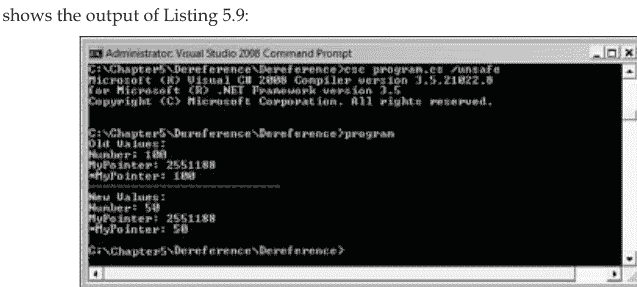 shows the output of Listing 5.9:
Administrator: Visual Studio 2008 Command Prompt
C:\Chapter5\Dereference\Dereference>csc program.cs /unsafe
Microsoft (R) Visual C# 2008 Compiler version 3.5.21022.8
for Microsoft (R) .NET Framework version 3.5
Copyright (C) Microsoft Corporation. All rights reserved.
C:\Chapter5\Dereference\Dereference>program
Old Values:
Number: 100
MyPointer: 2551188
*MyPointer: 100
New Values:
Number: 50
MyPointer: 2551188
*MyPointer: 50
C:\Chapter5\Dereference\Dereference>